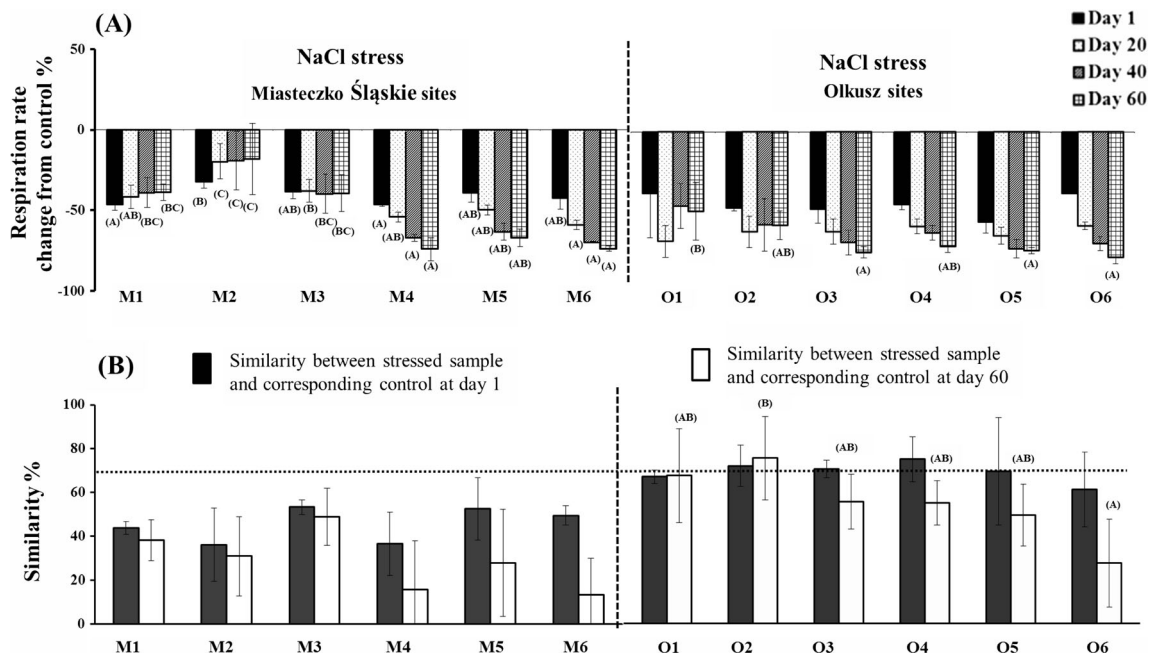 (A)
Day 1
Day 20
Day 40
Day 60
NaCl stress
Miasteczko Śląskie sites
NaCl stress
Olkusz sites
Respiration rate
change from control %
50
0
-50
-100
(A) (AB) (BC) (BC)
(B) (C) (C) (C)
(AB) (B) (BC) (BC)
(AB) (AB) (A) (A)
(AB) (AB) (AB) (AB)
(AB) (A) (A) (A)
(B)
(AB)
(A)
(AB)
(A)
(A)
M1 M2 M3 M4 M5 M6 O1 O2 O3 O4 O5 O6
(B)
Similarity between stressed sample
and corresponding control at day 1
Similarity between stressed sample
and corresponding control at day 60
Similarity %
100
80
60
40
20
0
(AB) (B) (AB) (AB) (AB) (A)
M1 M2 M3 M4 M5 M6 O1 O2 O3 O4 O5 O6